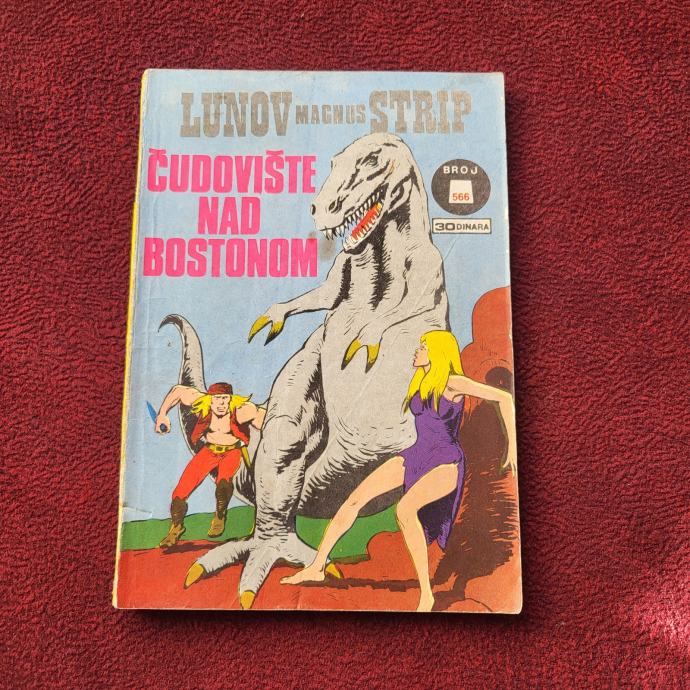 LUNOV MAGNUS STRIP
ČUDOVIŠTE
NAD
BOSTONOM
BROJ
566
30 DINARA